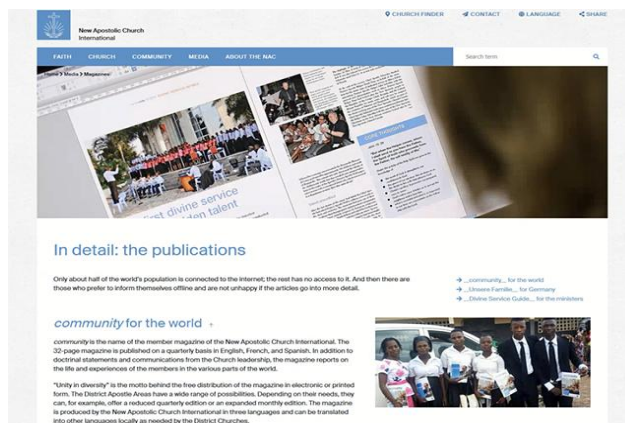 CHURCH FINDER CONTACT LANGUAGE SHARE
New Apostolic Church
International
FAITH CHURCH COMMUNITY MEDIA ABOUT THE NAC
Search term
Home > Media > Magazines
first divine service
den talent
In detail: the publications
Only about half of the world's population is connected to the internet; the rest has no access to it. And then there are
those who prefer to inform themselves offline and are not unhappy if the articles go into more detail.
→ __community__ for the world
→ __Unsere Familie__ for Germany
→ __Divine Service Guide__ for the ministers
community for the world
community is the name of the member magazine of the New Apostolic Church International. The
32-page magazine is published on a quarterly basis in English, French, and Spanish. In addition to
doctrinal statements and communications from the Church leadership, the magazine reports on
the life and experiences of the members in the various parts of the world.
"Unity in diversity" is the motto behind the free distribution of the magazine in electronic or printed
form. The District Apostle Areas have a wide range of possibilities. Depending on their needs, they
can, for example, offer a reduced quarterly edition or an expanded monthly edition. The magazine
is produced by the New Apostolic Church International in three languages and can be translated
into other languages locally as needed by the District Churches.